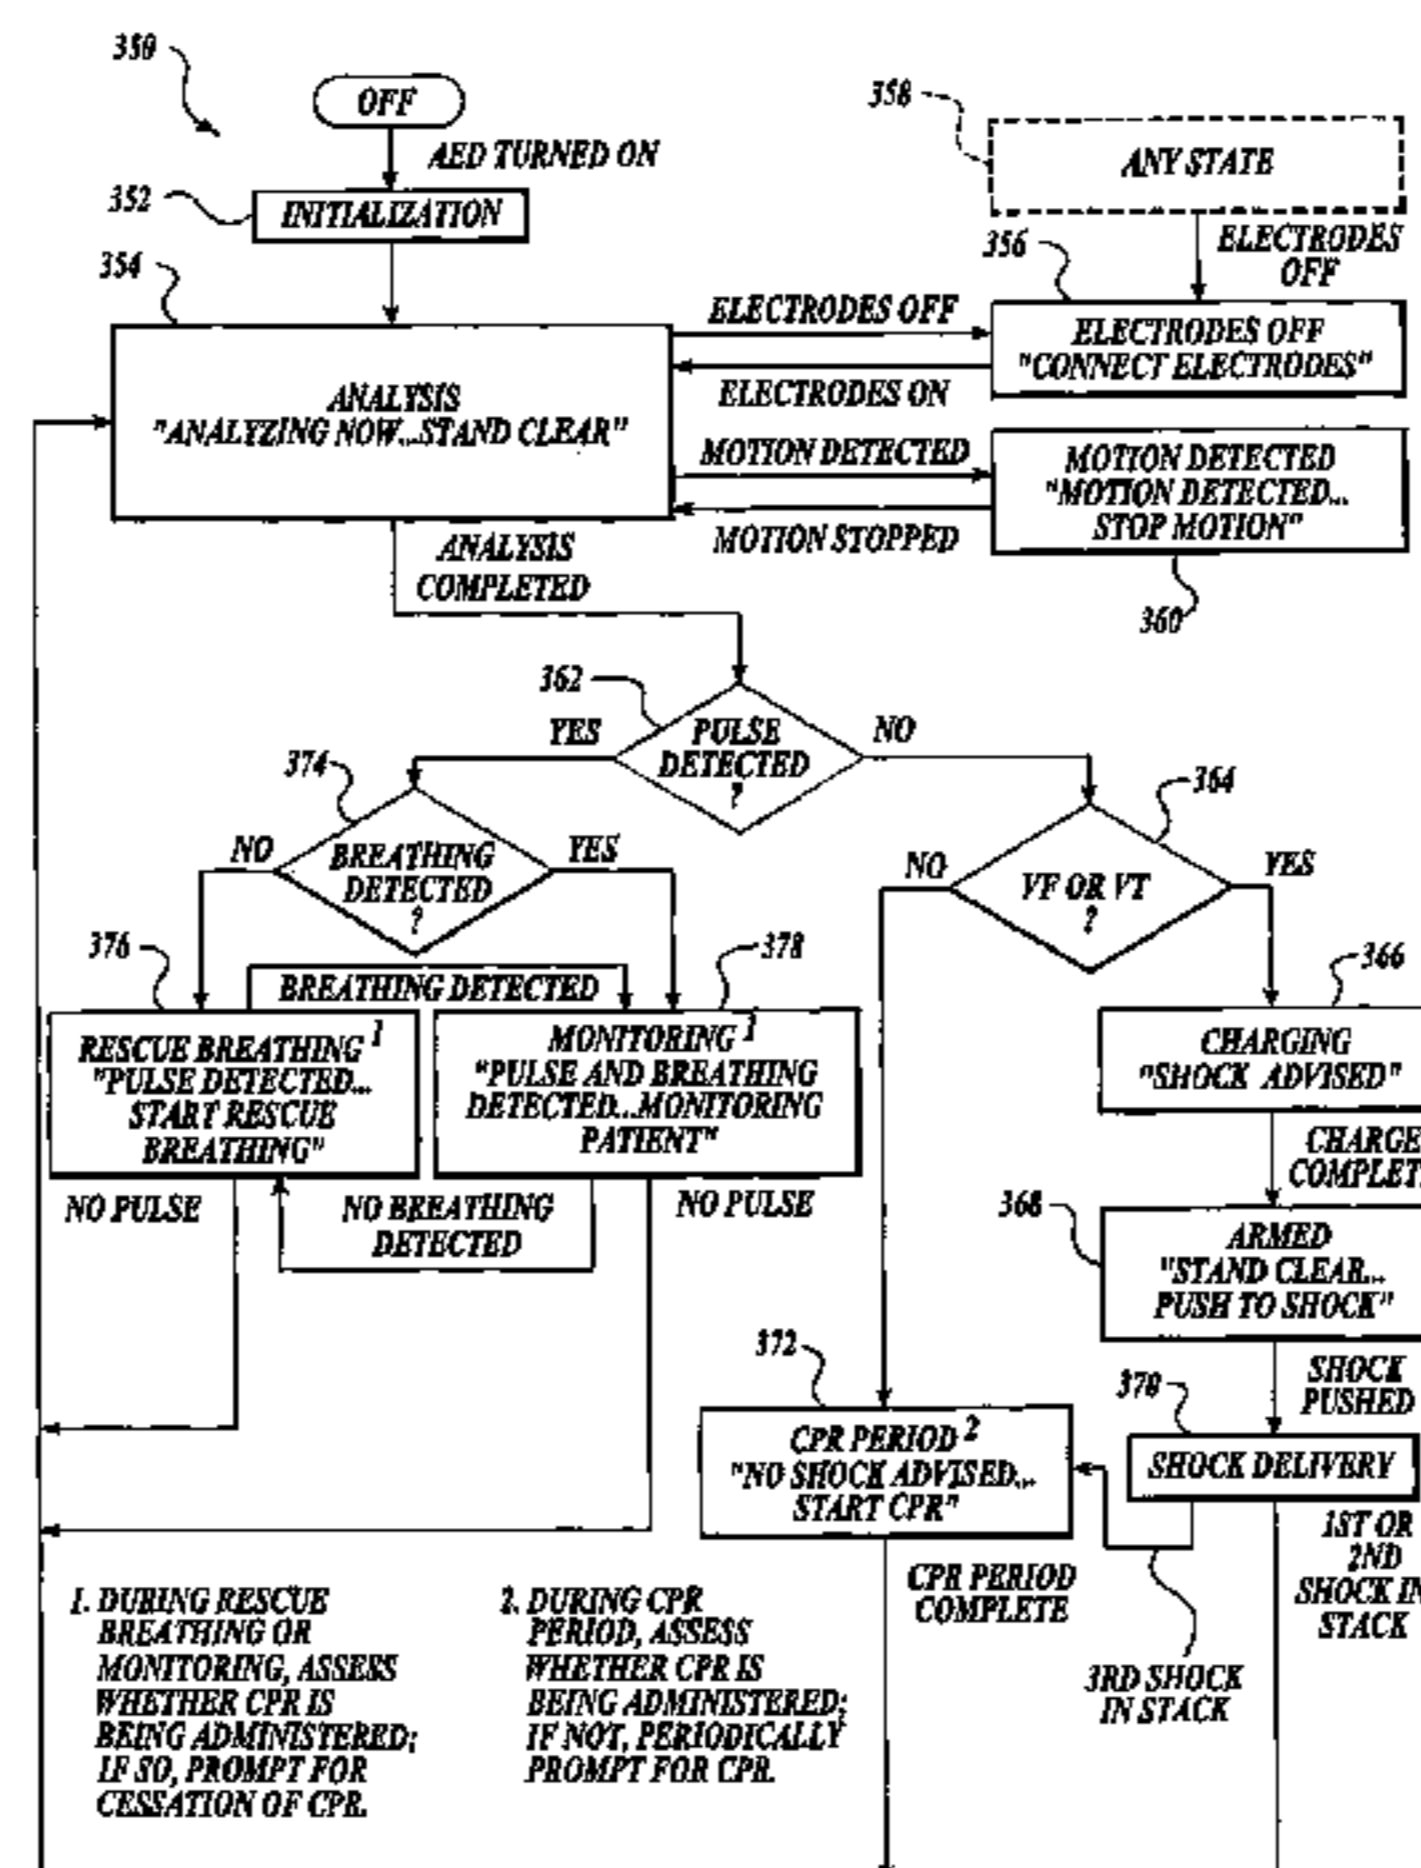 350
OFF
AED TURNED ON
352
INITIALIZATION
358
ANY STATE
354
356
ELECTRODES
OFF
ELECTRODES OFF
ELECTRODES OFF
"CONNECT ELECTRODES"
ELECTRODES ON
ANALYSIS
"ANALYZING NOW...STAND CLEAR"
MOTION DETECTED
MOTION DETECTED
"MOTION DETECTED...
STOP MOTION"
MOTION STOPPED
360
ANALYSIS
COMPLETED
362
YES
PULSE
DETECTED
?
NO
374
364
NO
BREATHING
DETECTED
?
YES
NO
VF OR VT
?
YES
376
BREATHING DETECTED
378
366
RESCUE BREATHING 1
"PULSE DETECTED...
START RESCUE
BREATHING"
MONITORING 1
"PULSE AND BREATHING
DETECTED...MONITORING
PATIENT"
CHARGING
"SHOCK ADVISED"
CHARGE
COMPLET
NO PULSE
NO BREATHING
DETECTED
NO PULSE
368
ARMED
"STAND CLEAR...
PUSH TO SHOCK"
372
370
SHOCK
PUSHED
CPR PERIOD 2
"NO SHOCK ADVISED...
START CPR"
SHOCK DELIVERY
1ST OR
2ND
SHOCK IN
STACK
CPR PERIOD
COMPLETE
3RD SHOCK
IN STACK
1. DURING RESCUE
BREATHING OR
MONITORING, ASSESS
WHETHER CPR IS
BEING ADMINISTERED;
IF SO, PROMPT FOR
CESSATION OF CPR.
2. DURING CPR
PERIOD, ASSESS
WHETHER CPR IS
BEING ADMINISTERED;
IF NOT, PERIODICALLY
PROMPT FOR CPR.